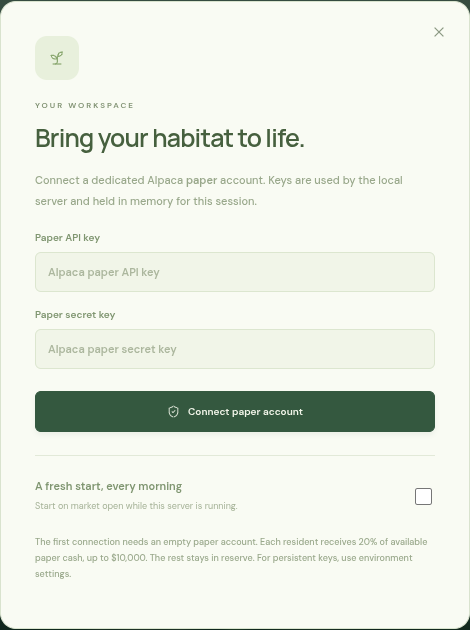 YOUR WORKSPACE
Bring your habitat to life.
Connect a dedicated Alpaca paper account. Keys are used by the local
server and held in memory for this session.
Paper API key
Alpaca paper API key
Paper secret key
Alpaca paper secret key
Connect paper account
A fresh start, every morning
Start on market open while this server is running.
The first connection needs an empty paper account. Each resident receives 20% of available
paper cash, up to $10,000. The rest stays in reserve. For persistent keys, use environment
settings.